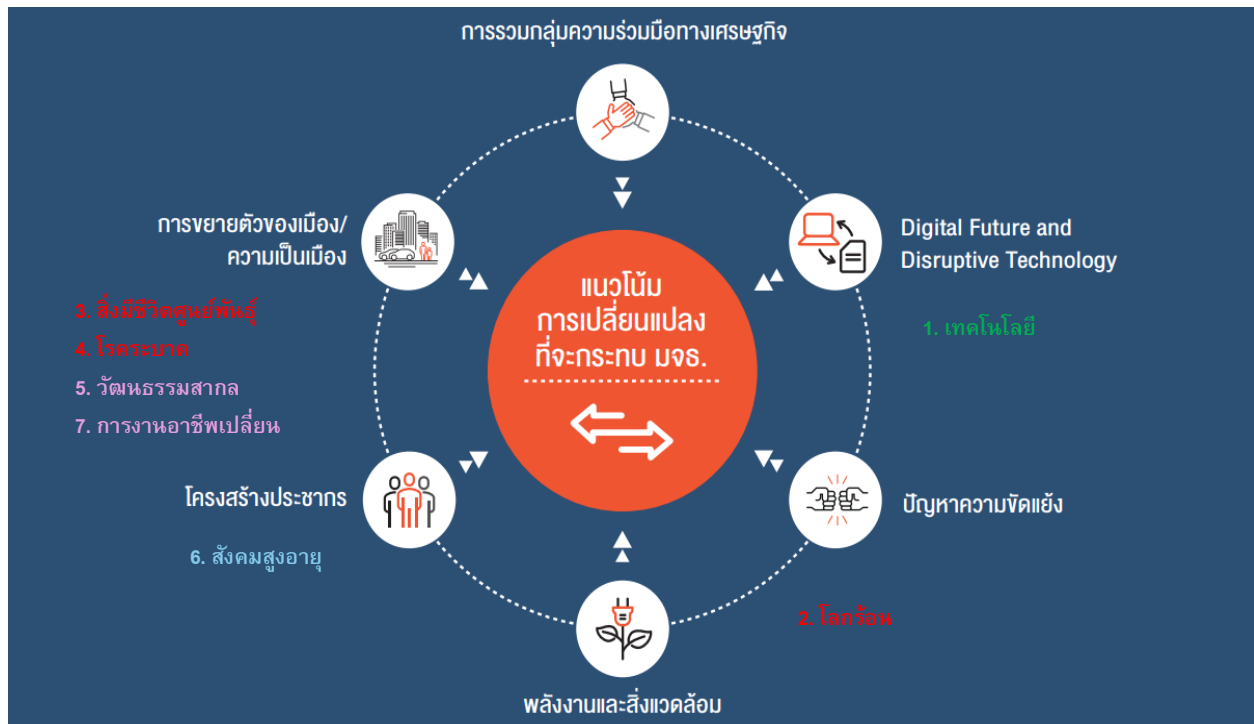 การรวมกลุ่มความร่วมมือทางเศรษฐกิจ
การขยายตัวของเมือง/
ความเป็นเมือง
Digital Future and
Disruptive Technology
แนวโน้ม
การเปลี่ยนแปลง
ที่จะกระทบ มจธ.
3. สิ่งมีชีวิตศูนย์พันธุ์
4. โรคระบาด
5. วัฒนธรรมสากล
7. การงานอาชีพเปลี่ยน
1. เทคโนโลยี
โครงสร้างประชากร
6. สังคมสูงอายุ
ปัญหาความขัดแย้ง
2. โลกร้อน
พลังงานและสิ่งแวดล้อม